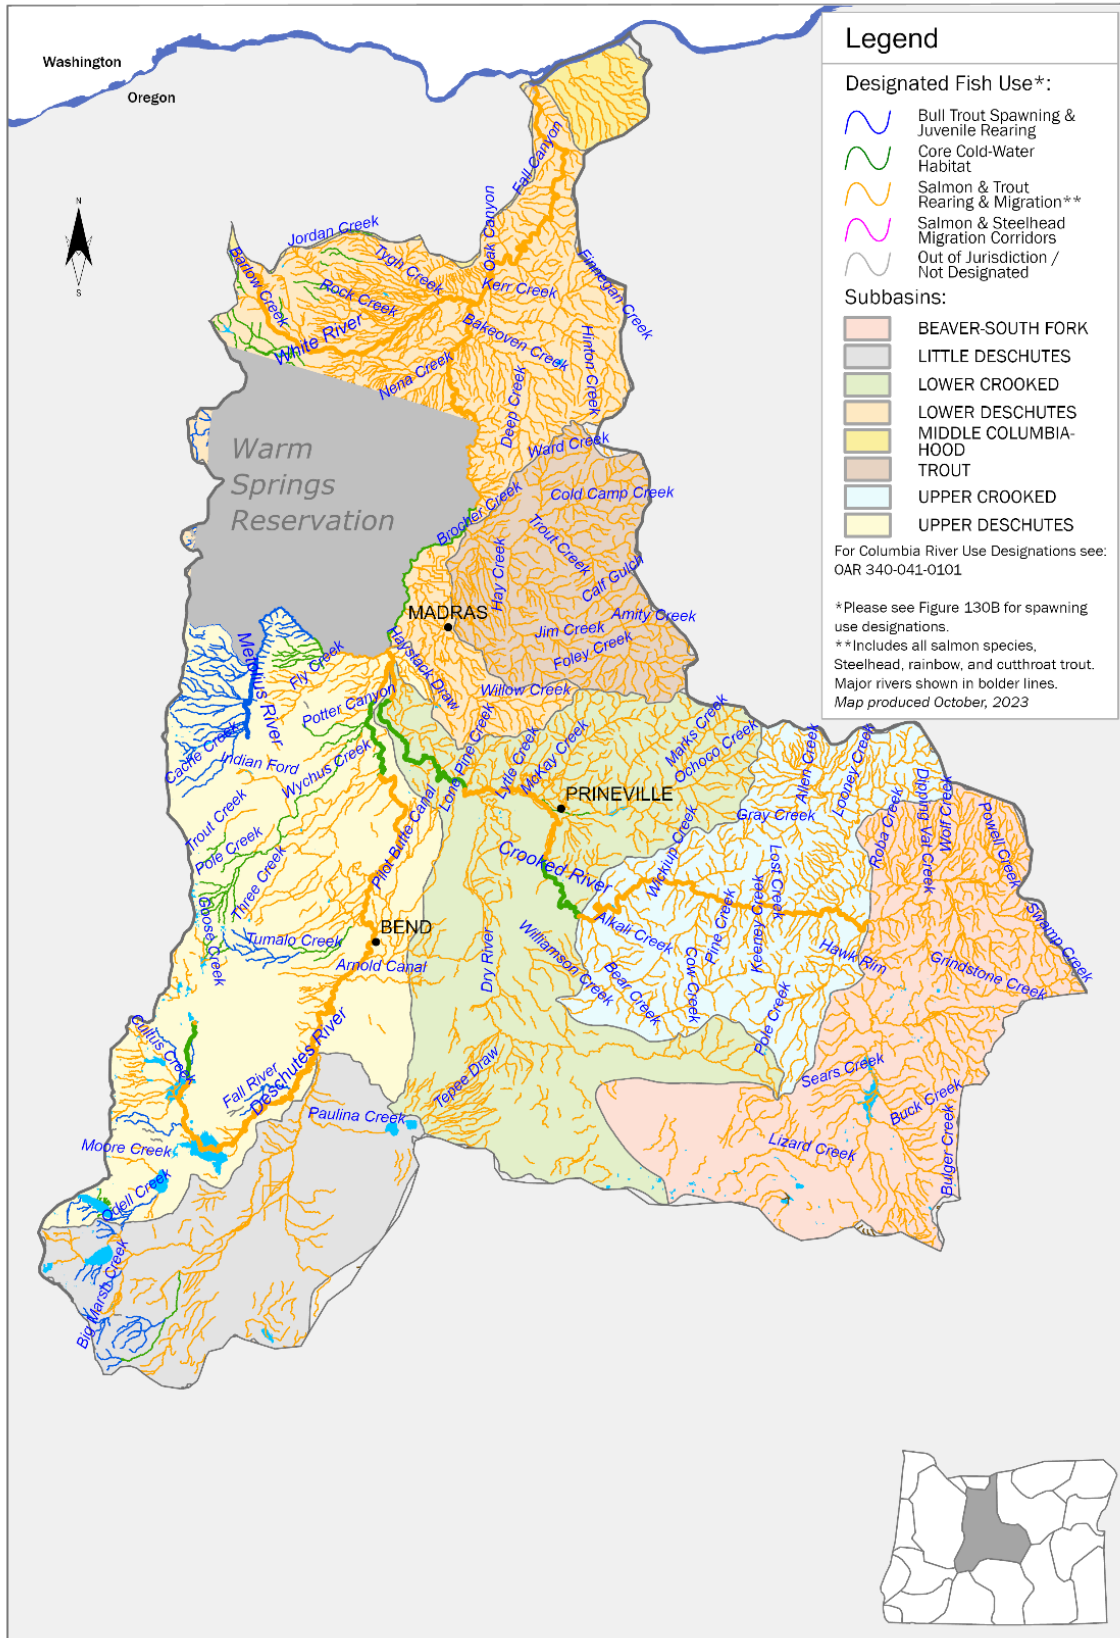 Washington
Oregon
N
S
Legend
Designated Fish Use*:
Bull Trout Spawning &
Juvenile Rearing
Core Cold-Water
Habitat
Salmon & Trout
Rearing & Migration**
Salmon & Steelhead
Migration Corridors
Out of Jurisdiction /
Not Designated
Subbasins:
BEAVER-SOUTH FORK
LITTLE DESCHUTES
LOWER CROOKED
LOWER DESCHUTES
MIDDLE COLUMBIA-
HOOD
TROUT
UPPER CROOKED
UPPER DESCHUTES
For Columbia River Use Designations see:
OAR 340-041-0101
*Please see Figure 130B for spawning
use designations.
**Includes all salmon species,
Steelhead, rainbow, and cutthroat trout.
Major rivers shown in bolder lines.
Map produced October, 2023
Fall Canyon
Oak Canyon
Jordan Creek
Tygh Creek
Barlow Creek
Rock Creek
Kerr Creek
Finnegan Creek
White River
Bakeoven Creek
Hinton Creek
Nena Creek
Deep Creek
Ward Creek
Warm
Springs
Reservation
Cold Camp Creek
Brocher Creek
Trout Creek
Hay Creek
Calf Gulch
MADRAS
Amity Creek
Jim Creek
Foley Creek
Haystack Draw
Metolius River
Fly Creek
Willow Creek
Potter Canyon
Cache Creek
Indian Ford
Wychus Creek
Lone Pine Creek
Lytle Creek
McKay Creek
Marks Creek
Ochoco Creek
Allen Creek
Looney Creek
PRINEVILLE
Gray Creek
Dipping Vat Creek
Wolf Creek
Powell Creek
Roba Creek
Trout Creek
Pole Creek
Three Creek
Pilot Butte Canal
Crooked River
Wickiup Creek
Lost Creek
Keeney Creek
Pine Creek
Goose Creek
Tumalo Creek
BEND
Arnold Canal
Dry River
Williamson Creek
Alkali Creek
Bear Creek
Cow Creek
Hawk Rim
Pole Creek
Swamp Creek
Grindstone Creek
Cultus Creek
Fall River
Deschutes River
Tepee Draw
Sears Creek
Buck Creek
Paulina Creek
Moore Creek
Lizard Creek
Bulger Creek
Odell Creek
Big Marsh Creek